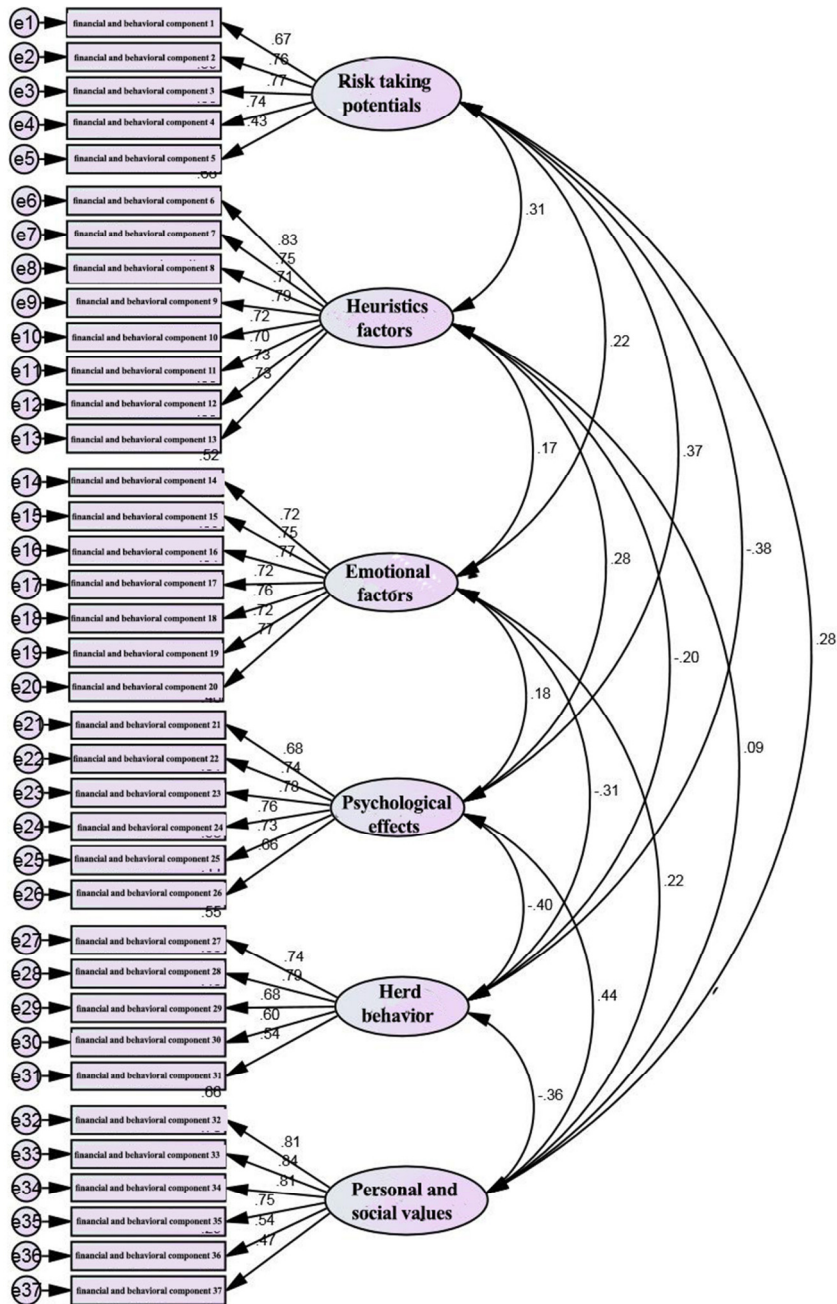 e1 financial and behavioral component 1
.67
e2 financial and behavioral component 2
.76
e3 financial and behavioral component 3
.77
Risk taking
potentials
e4 financial and behavioral component 4
.74
.43
e5 financial and behavioral component 5
e6 financial and behavioral component 6
.31
e7 financial and behavioral component 7
.83
.75
e8 financial and behavioral component 8
.71
e9 financial and behavioral component 9
.79
Heuristics
factors
e10 financial and behavioral component 10
.72
.70
.22
e11 financial and behavioral component 11
.73
.73
e12 financial and behavioral component 12
e13 financial and behavioral component 13
.52
.17
.37
e14 financial and behavioral component 14
e15 financial and behavioral component 15
.72
.75
e16 financial and behavioral component 16
.77
.28
-.38
e17 financial and behavioral component 17
.72
Emotional
factors
e18 financial and behavioral component 18
.76
.72
e19 financial and behavioral component 19
.77
.28
e20 financial and behavioral component 20
-.20
.18
e21 financial and behavioral component 21
e22 financial and behavioral component 22
.68
.74
.09
e23 financial and behavioral component 23
.78
-.31
e24 financial and behavioral component 24
.76
Psychological
effects
e25 financial and behavioral component 25
.73
.66
e26 financial and behavioral component 26
.55
.22
-.40
e27 financial and behavioral component 27
e28 financial and behavioral component 28
.74
.79
e29 financial and behavioral component 29
.68
Herd
behavior
.44
e30 financial and behavioral component 30
.60
.54
e31 financial and behavioral component 31
.66
-.36
e32 financial and behavioral component 32
e33 financial and behavioral component 33
.81
.84
e34 financial and behavioral component 34
.81
Personal and
social values
e35 financial and behavioral component 35
.75
.54
e36 financial and behavioral component 36
.47
e37 financial and behavioral component 37